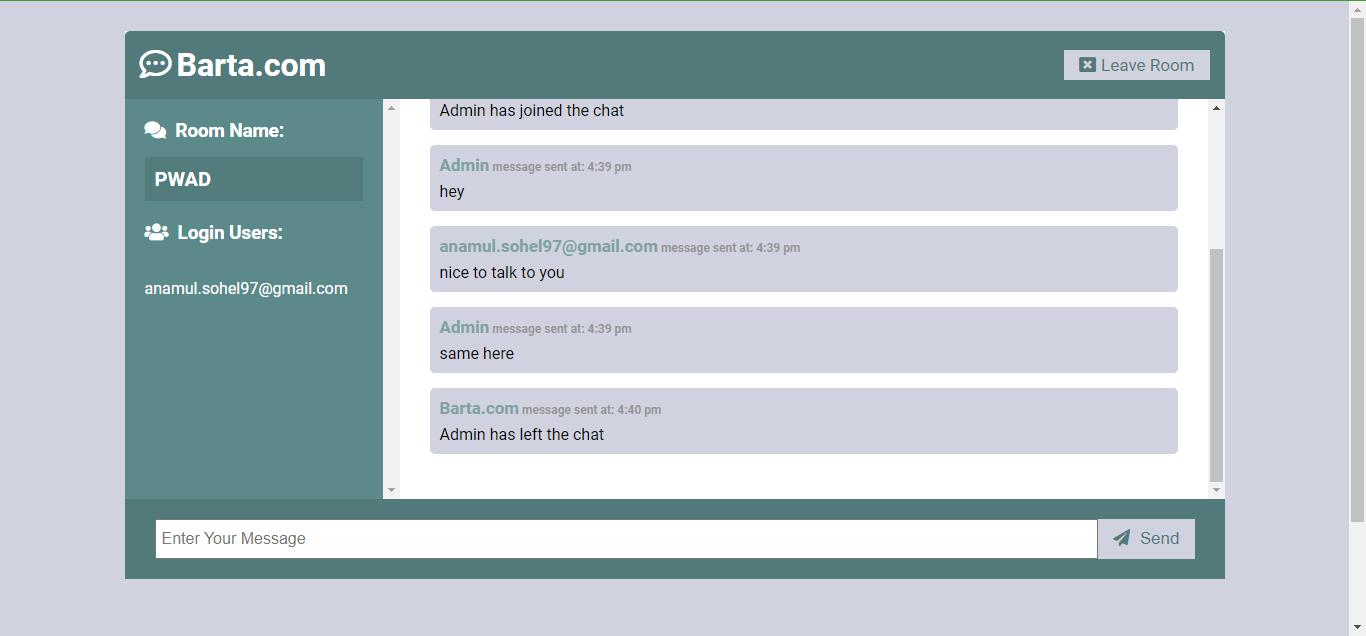 Barta.com
Leave Room
Room Name:
PWAD
Login Users:
anamul.sohel97@gmail.com
Admin has joined the chat
Admin message sent at: 4:39 pm
hey
anamul.sohel97@gmail.com message sent at: 4:39 pm
nice to talk to you
Admin message sent at: 4:39 pm
same here
Barta.com message sent at: 4:40 pm
Admin has left the chat
Enter Your Message
Send